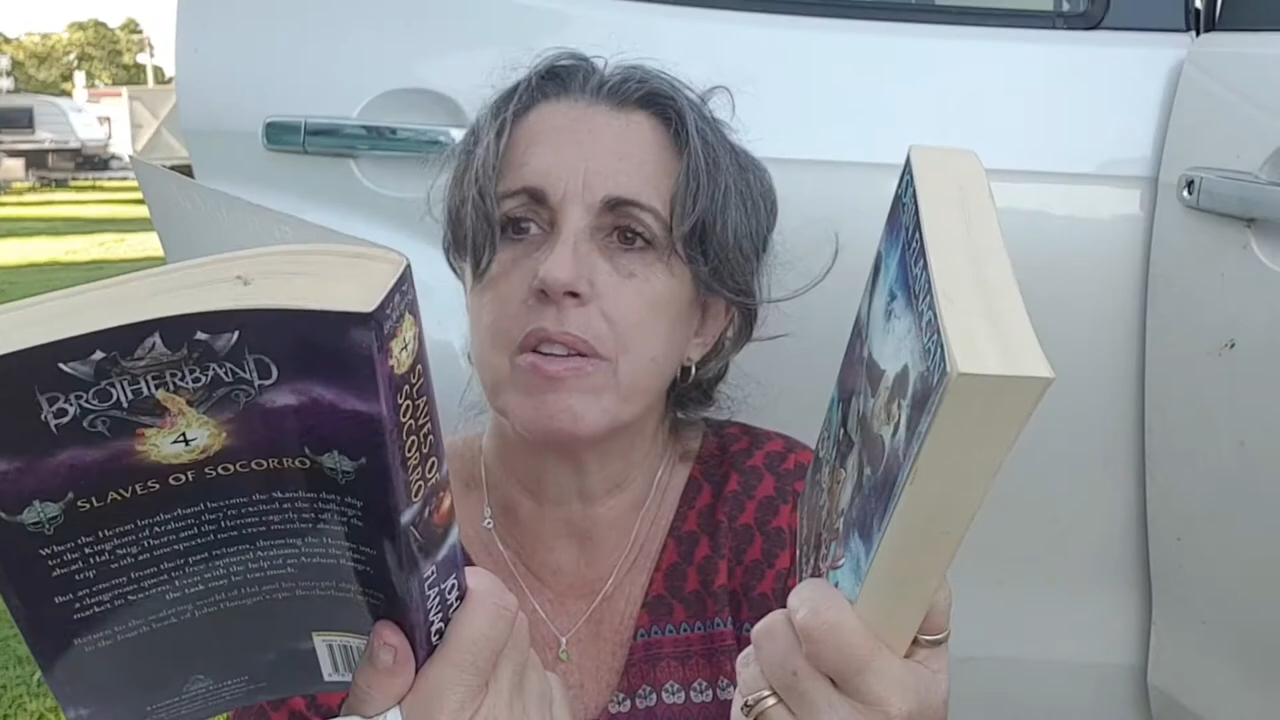 BROTHERBAND
4
SLAVES OF SOCORRO
When the Heron brotherband become the Skandian duty ship
to the Kingdom of Araluen, they're excited at the challenges
ahead. Hal, Stig, Thorn and the Herons eagerly set off for the
trip – with an unexpected new crew member aboard.
But an enemy from their past returns, throwing the Herons into
a dangerous quest to free captured Araluans from the slave
market in Socorro. Even with the help of an Araluan Ranger,
the task may be too much.
Return to the seafaring world of Hal and his intrepid ship's
in the fourth book of John Flanagan's epic Brotherband
4
SLAVES OF
SOCORRO
JOHN
FLANAGAN
JOHN FLANAGAN